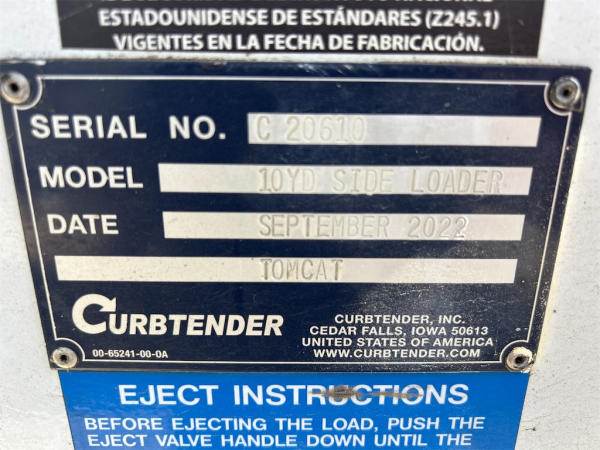 ESTADOUNIDENSE DE ESTÁNDARES (Z245.1)
VIGENTES EN LA FECHA DE FABRICACIÓN.
SERIAL NO. C 20610
MODEL 10YD SIDE LOADER
DATE SEPTEMBER 2022
TOMCAT
CURBTENDER
CURBTENDER, INC.
CEDAR FALLS, IOWA 50613
UNITED STATES OF AMERICA
WWW.CURBTENDER.COM
00-65241-00-0A
EJECT INSTRUCTIONS
BEFORE EJECTING THE LOAD, PUSH THE
EJECT VALVE HANDLE DOWN UNTIL THE